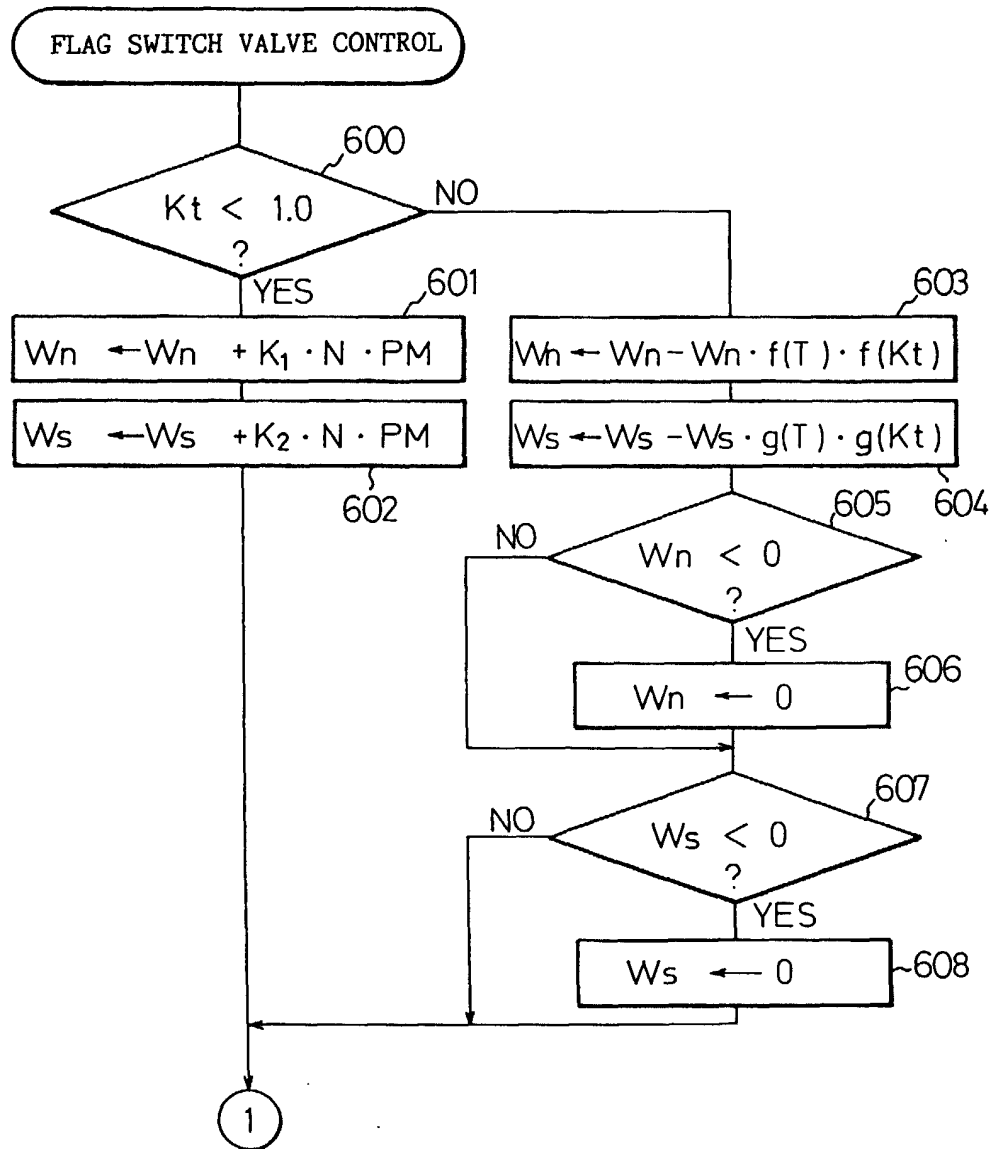 FLAG SWITCH VALVE CONTROL
600
Kt < 1.0
?
NO
YES
601
Wn ← Wn + K₁ · N · PM
Ws ← Ws + K₂ · N · PM
602
603
Wn ← Wn – Wn · f(T) · f(Kt)
Ws ← Ws – Ws · g(T) · g(Kt)
604
605
Wn < 0
?
NO
YES
606
Wn ← 0
607
Ws < 0
?
NO
YES
Ws ← 0
608
1